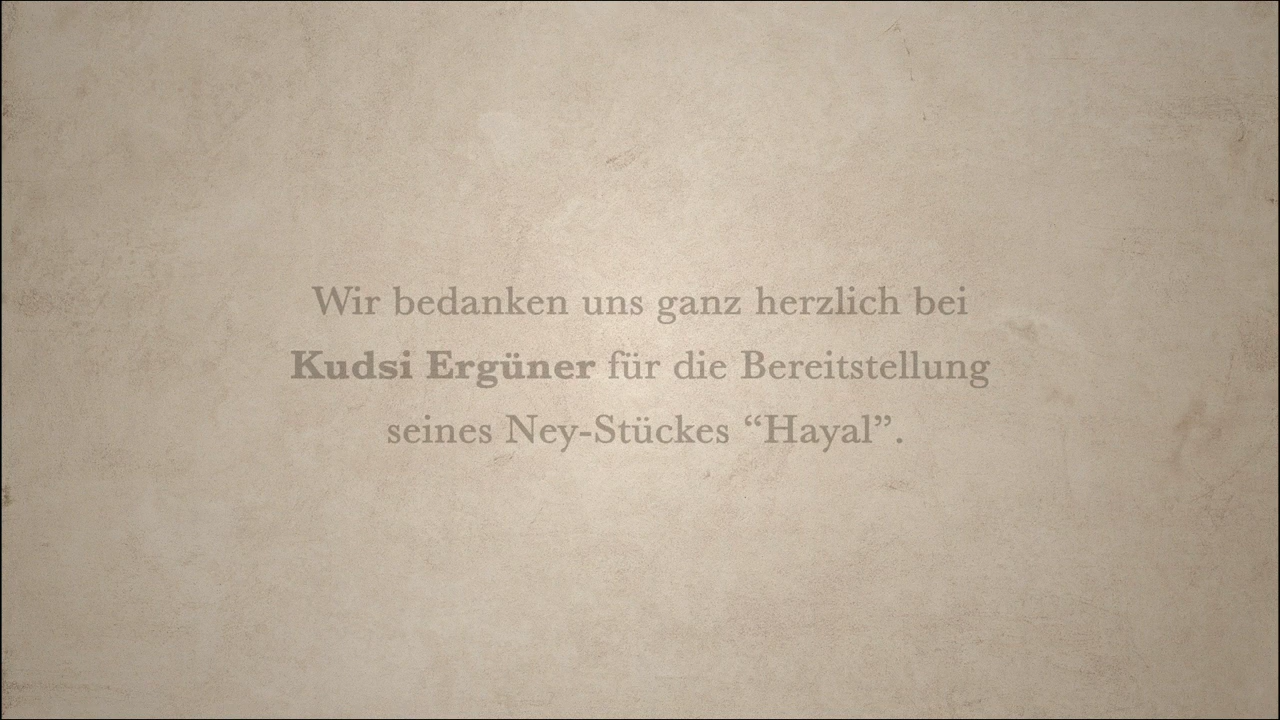 Wir bedanken uns ganz herzlich bei
Kudsi Ergüner für die Bereitstellung
seines Ney-Stückes “Hayal”.